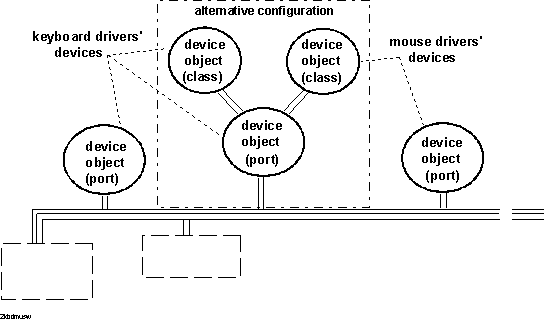 alternative configuration
keyboard drivers'
devices
device
object
(class)
device
object
(class)
mouse drivers'
devices
device
object
(port)
device
object
(port)
device
object
(port)
2kbdmusw